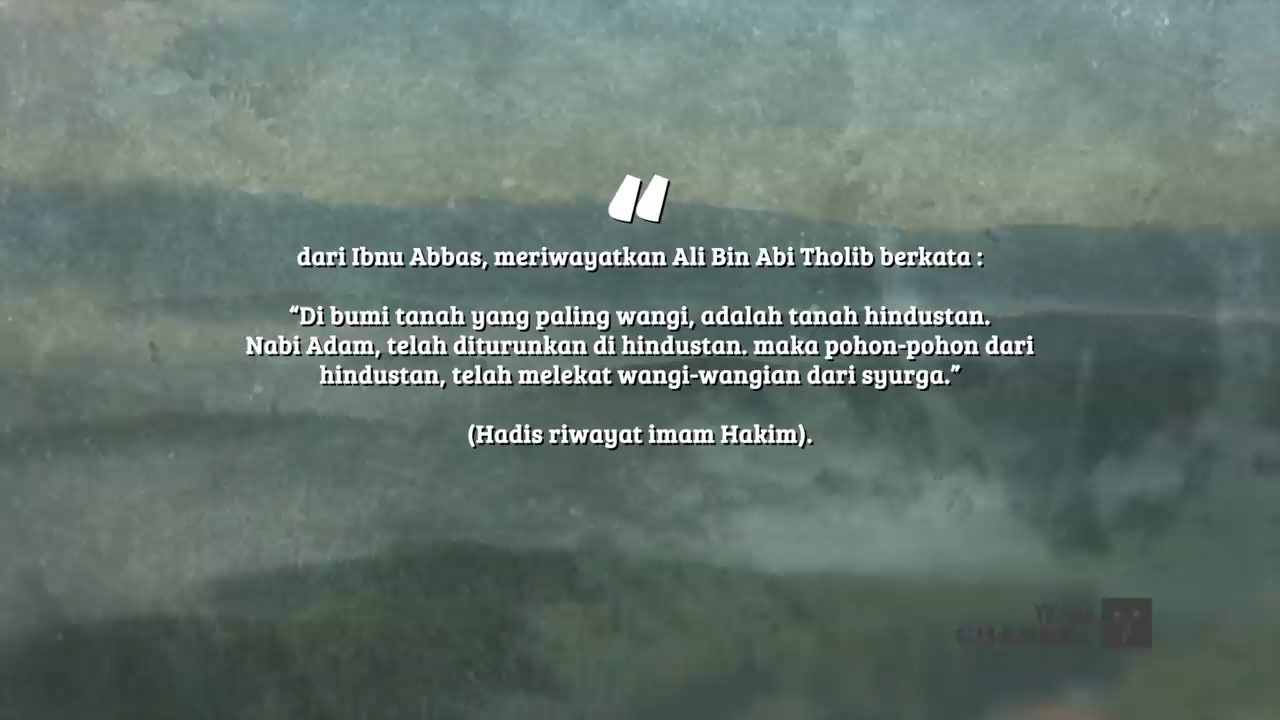 dari Ibnu Abbas, meriwayatkan Ali Bin Abi Tholib berkata :
“Di bumi tanah yang paling wangi, adalah tanah hindustan.
Nabi Adam, telah diturunkan di hindustan. maka pohon-pohon dari
hindustan, telah melekat wangi-wangian dari syurga.”
(Hadis riwayat imam Hakim).
CHANNEL